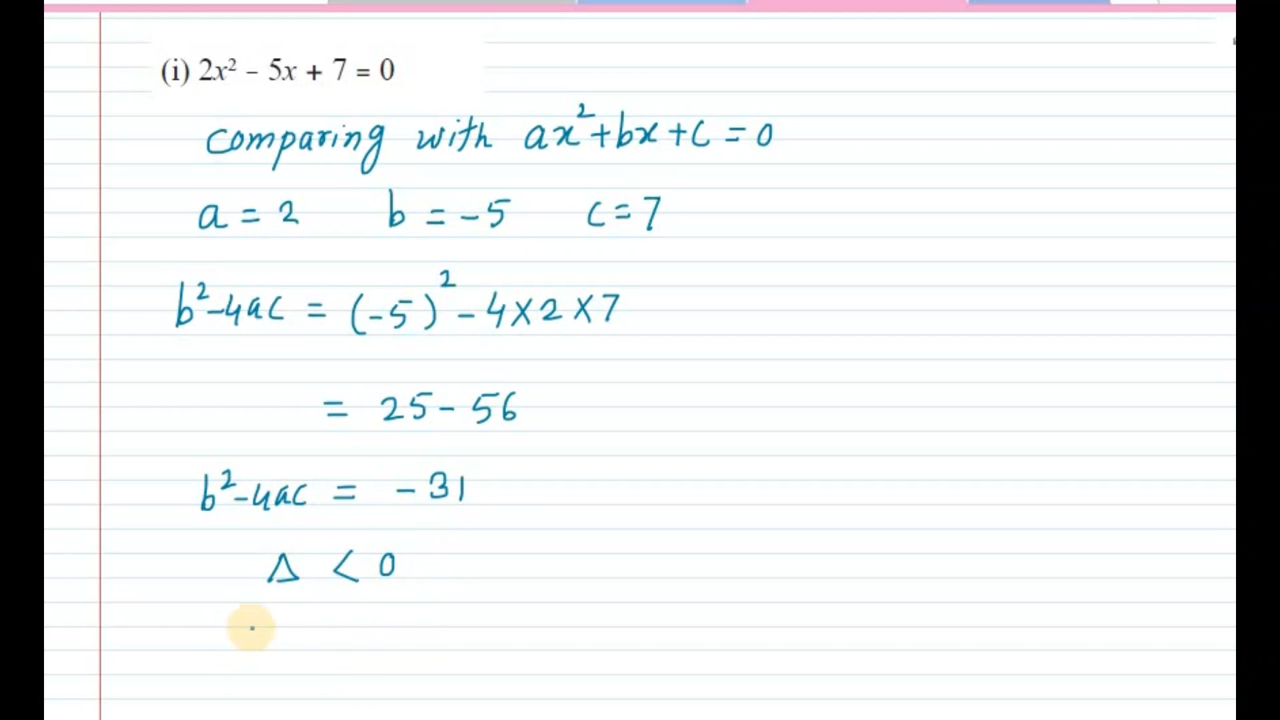 (i) 2x² − 5x + 7 = 0
Comparing with ax²+bx+c = 0
a = 2 b = -5 c = 7
b²-4ac = (-5)² - 4×2×7
= 25 - 56
b²-4ac = -31
Δ < 0